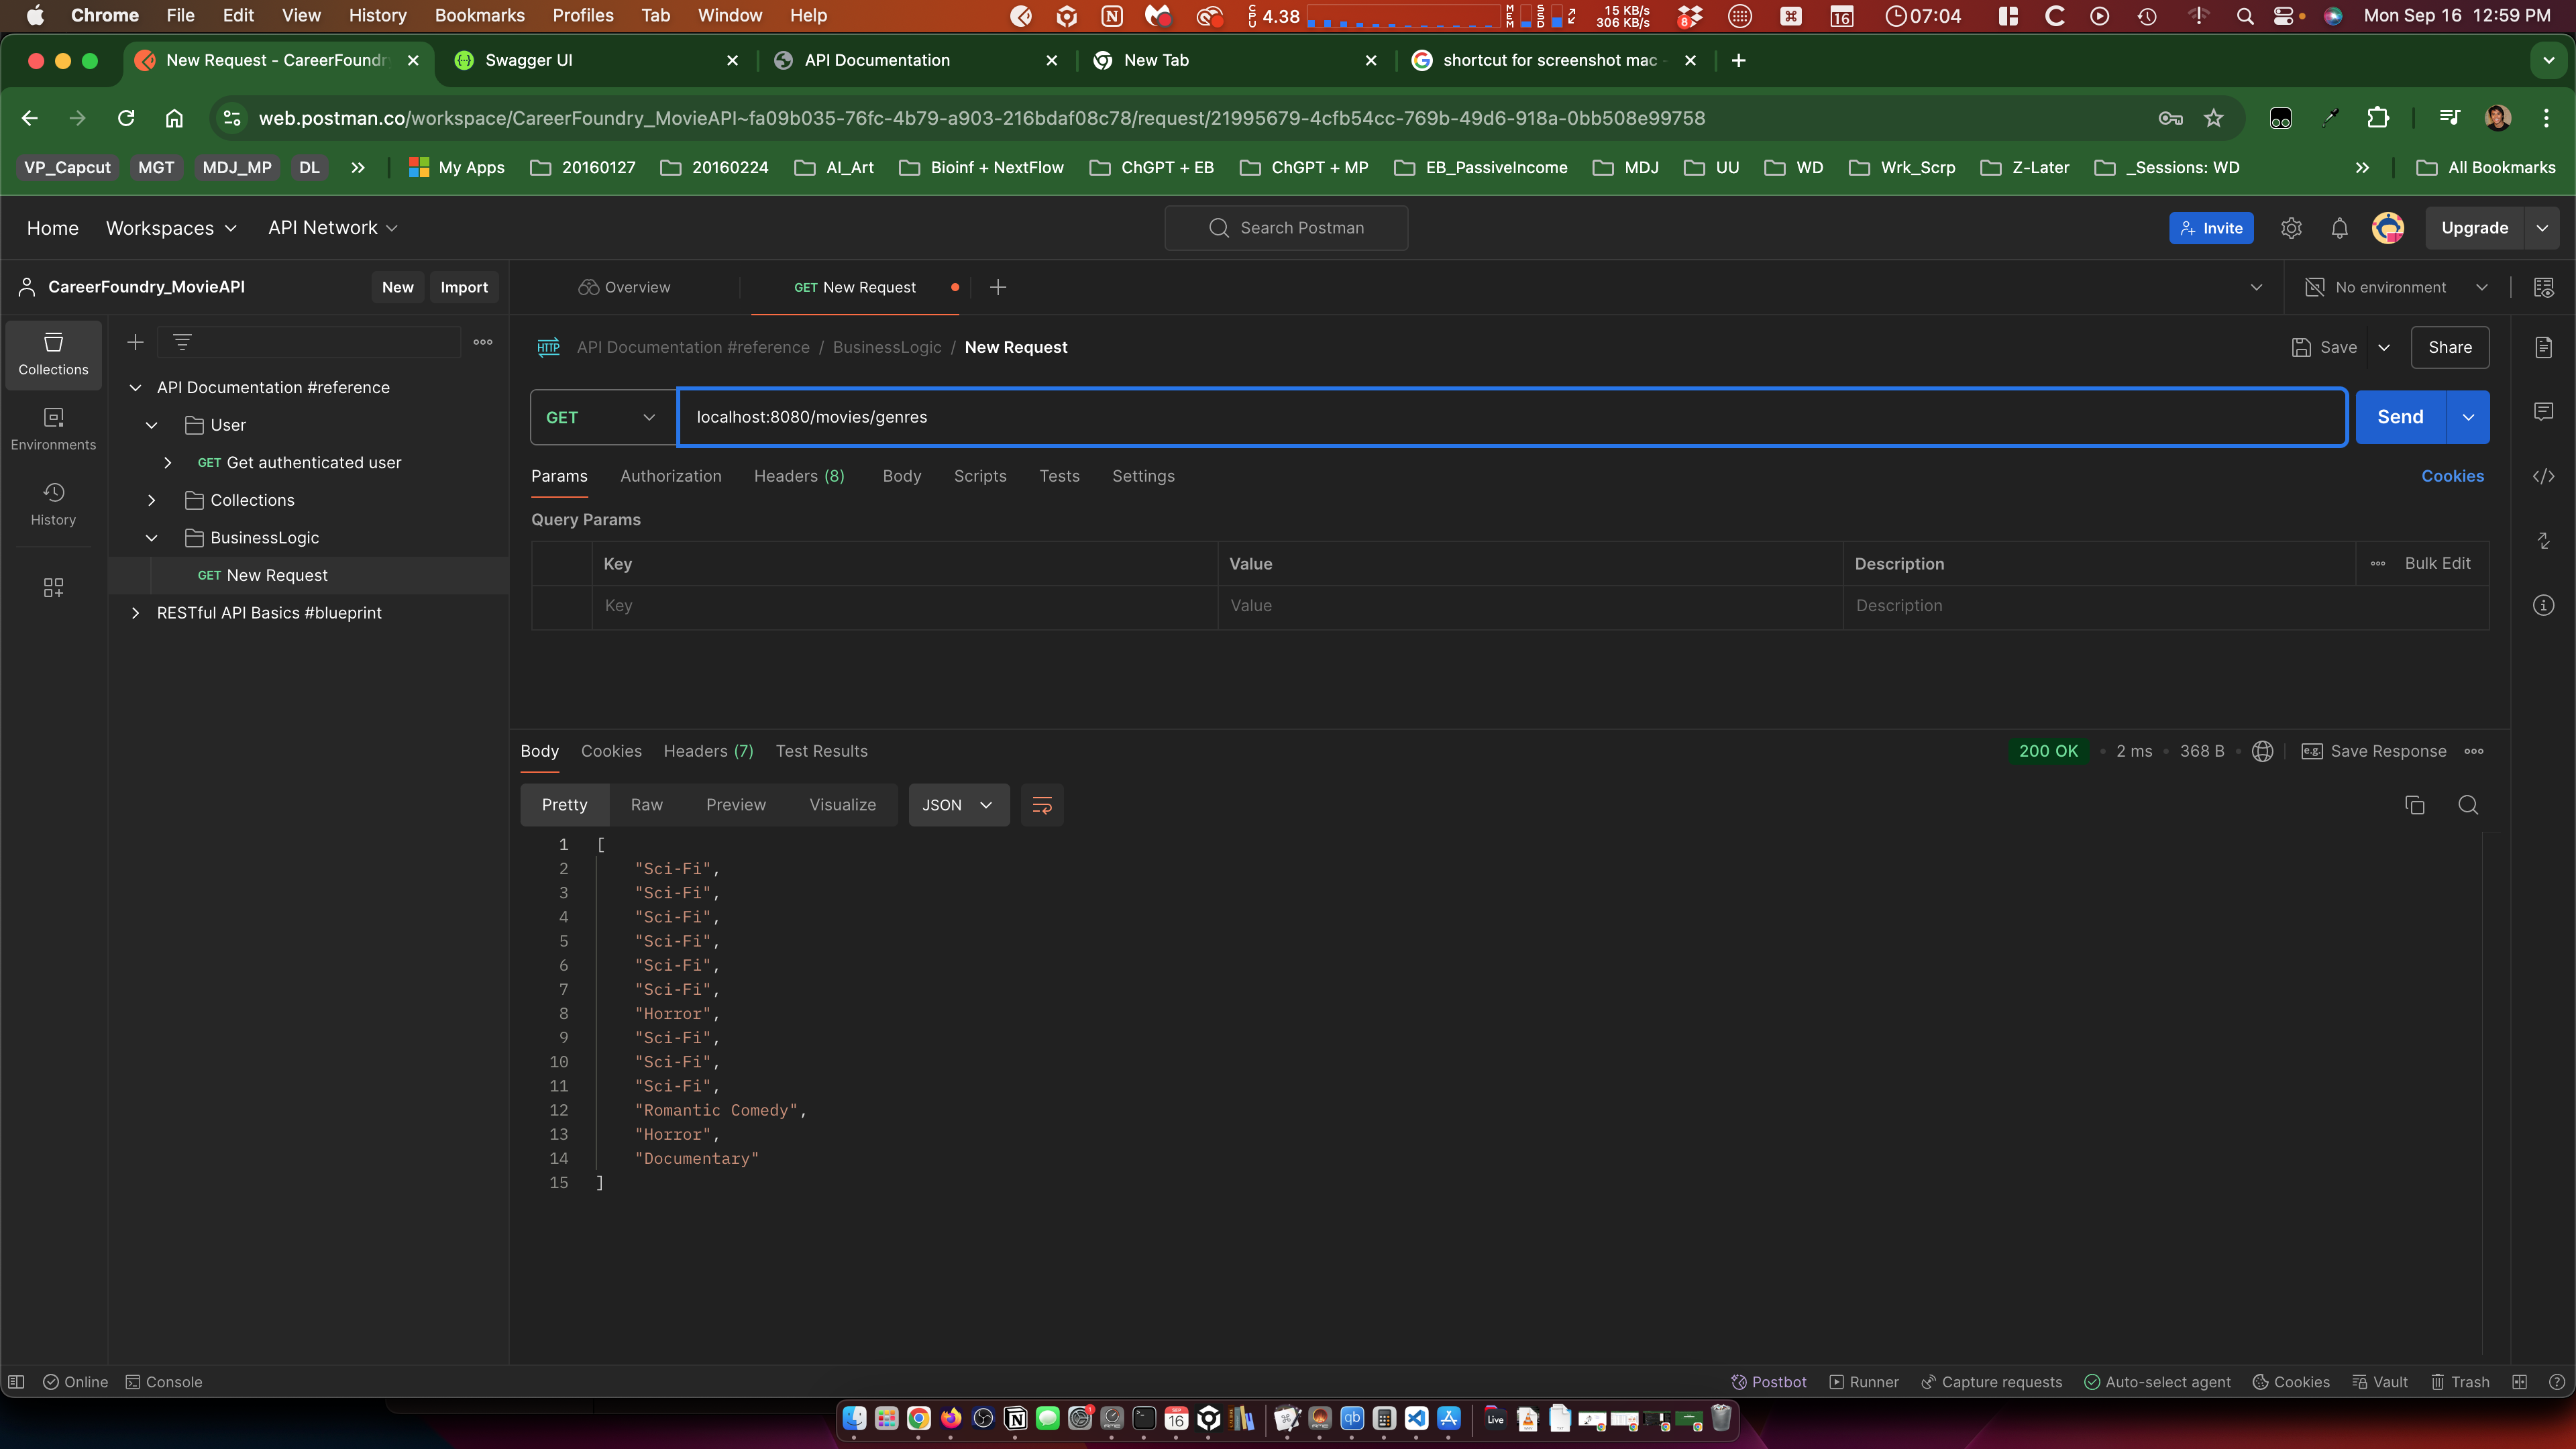 Chrome File Edit View History Bookmarks Profiles Tab Window Help CPU 4.38 MEM SSD 15 KB/s 306 KB/s 8 16 07:04 Mon Sep 16 12:59 PM
New Request - CareerFoundr Swagger UI API Documentation New Tab shortcut for screenshot mac -
web.postman.co/workspace/CareerFoundry_MovieAPI~fa09b035-76fc-4b79-a903-216bdaf08c78/request/21995679-4cfb54cc-769b-49d6-918a-0bb508e99758
VP_Capcut MGT MDJ_MP DL My Apps 20160127 20160224 AI_Art Bioinf + NextFlow ChGPT + EB ChGPT + MP EB_PassiveIncome MDJ UU WD Wrk_Scrp Z-Later _Sessions: WD All Bookmarks
Home Workspaces API Network Search Postman Invite Upgrade
CareerFoundry_MovieAPI New Import Overview GET New Request No environment
Collections
Environments
History
API Documentation #reference
User
GET Get authenticated user
Collections
BusinessLogic
GET New Request
RESTful API Basics #blueprint
HTTP API Documentation #reference / BusinessLogic / New Request Save Share
GET localhost:8080/movies/genres Send
Params Authorization Headers (8) Body Scripts Tests Settings Cookies
Query Params
Key Value Description Bulk Edit
Key Value Description
Body Cookies Headers (7) Test Results 200 OK 2 ms 368 B e.g. Save Response
Pretty Raw Preview Visualize JSON
1 [
2 "Sci-Fi",
3 "Sci-Fi",
4 "Sci-Fi",
5 "Sci-Fi",
6 "Sci-Fi",
7 "Sci-Fi",
8 "Horror",
9 "Sci-Fi",
10 "Sci-Fi",
11 "Sci-Fi",
12 "Romantic Comedy",
13 "Horror",
14 "Documentary"
15 ]
Online Console Postbot Runner Capture requests Auto-select agent Cookies Vault Trash
SEP 16 qb Live